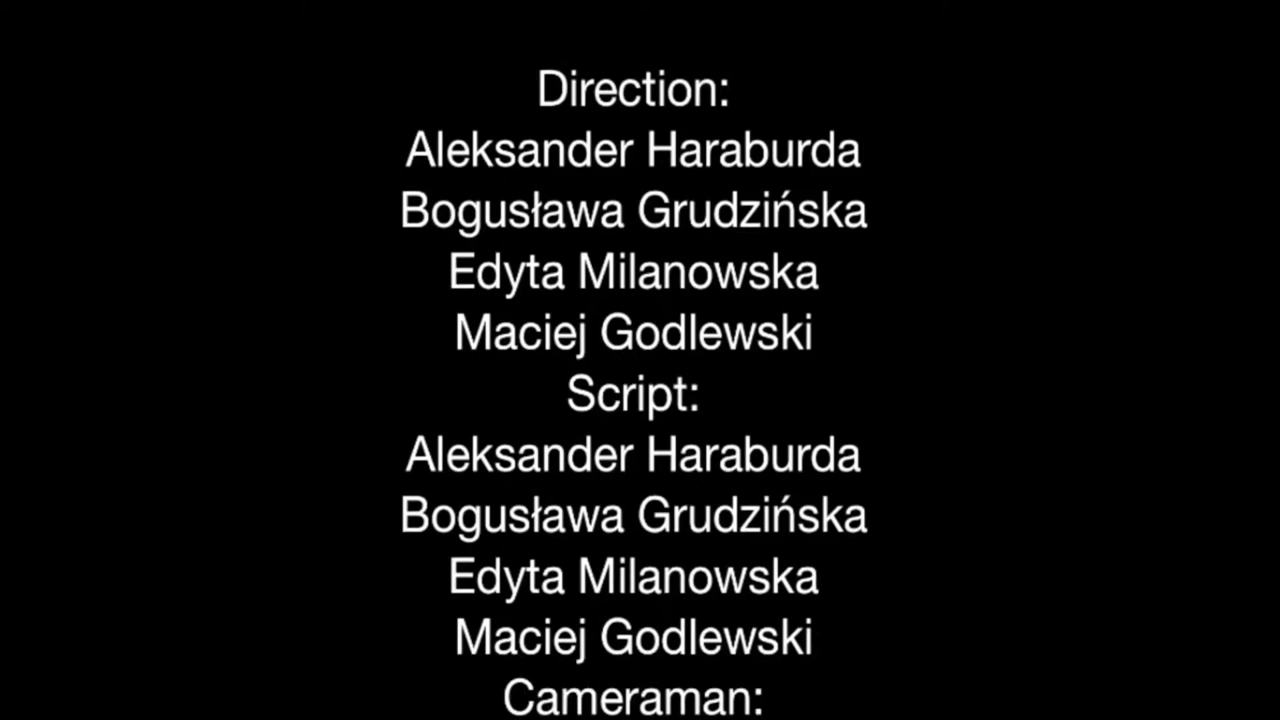 Direction:
Aleksander Haraburda
Bogusława Grudzińska
Edyta Milanowska
Maciej Godlewski
Script:
Aleksander Haraburda
Bogusława Grudzińska
Edyta Milanowska
Maciej Godlewski
Cameraman: